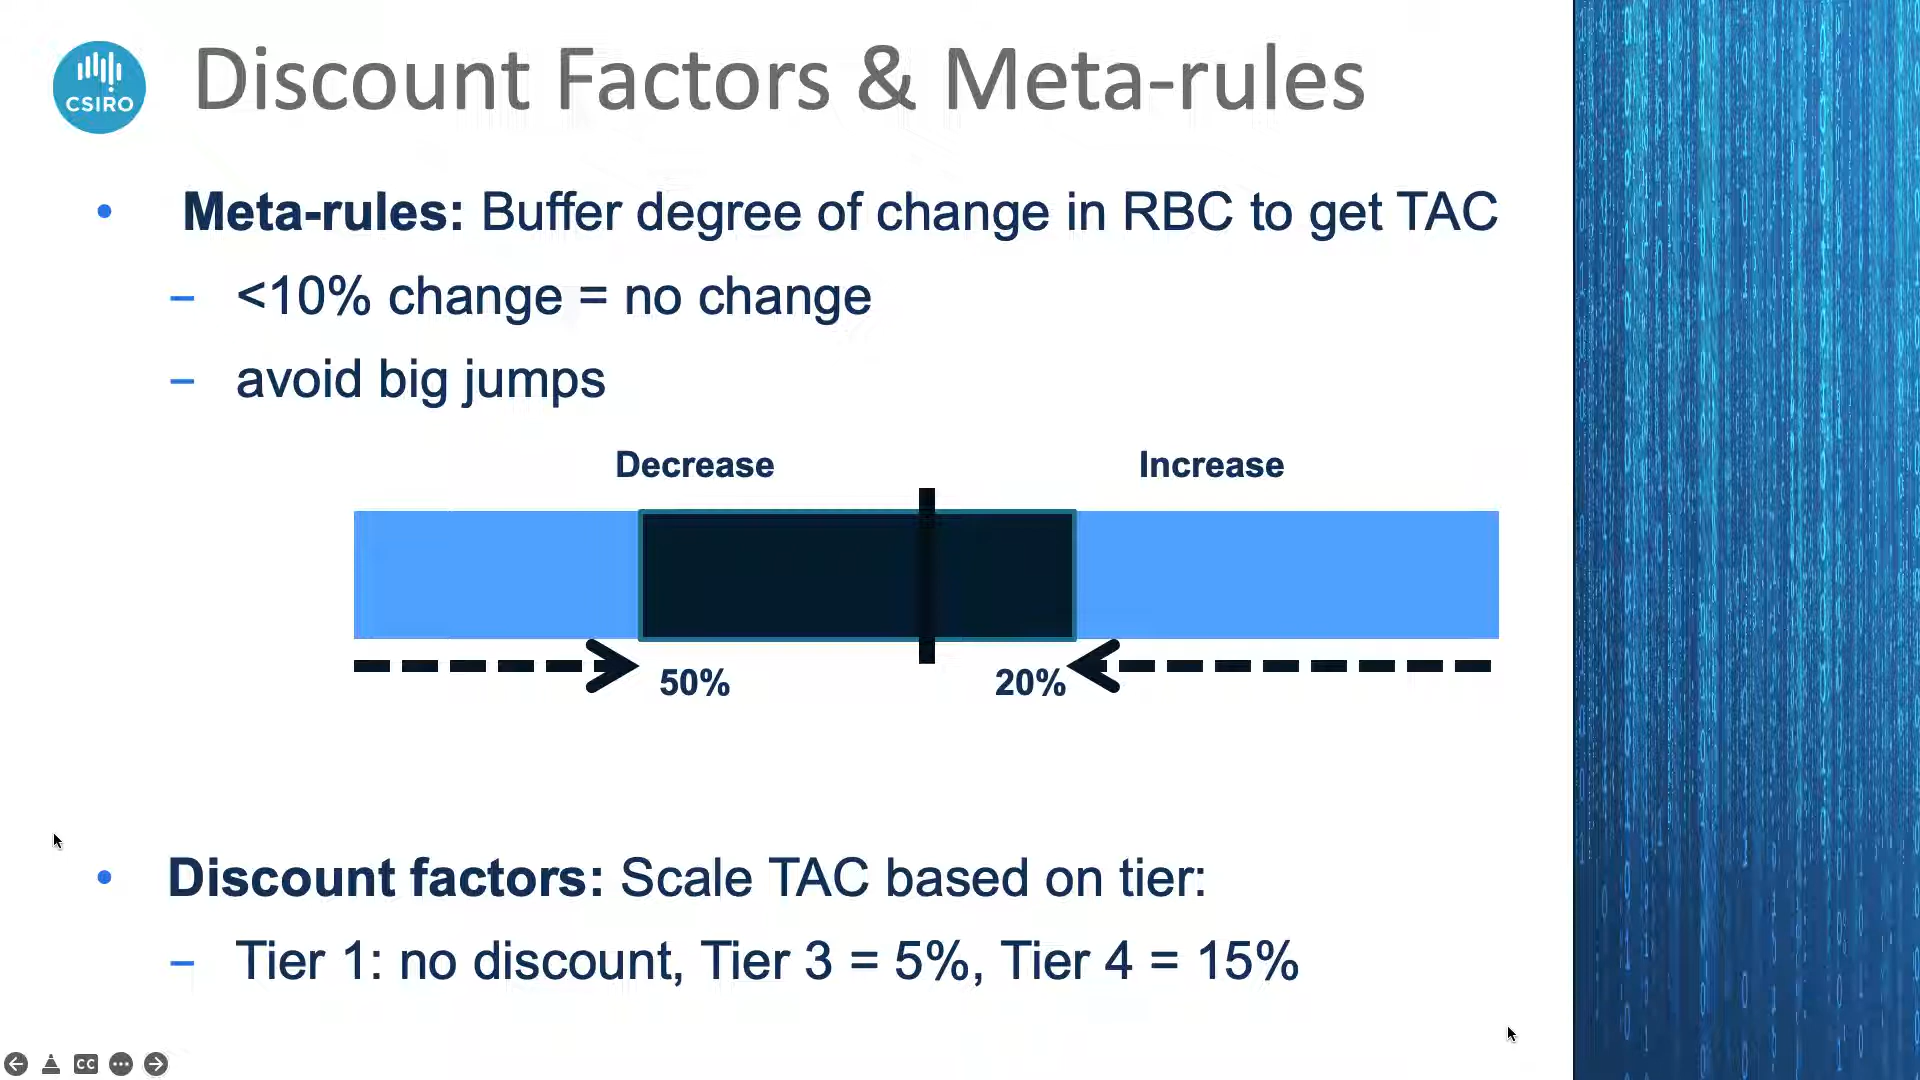 CSIRO
Discount Factors & Meta-rules
• Meta-rules: Buffer degree of change in RBC to get TAC
– <10% change = no change
– avoid big jumps
Decrease Increase
50% 20%
• Discount factors: Scale TAC based on tier:
– Tier 1: no discount, Tier 3 = 5%, Tier 4 = 15%
CC